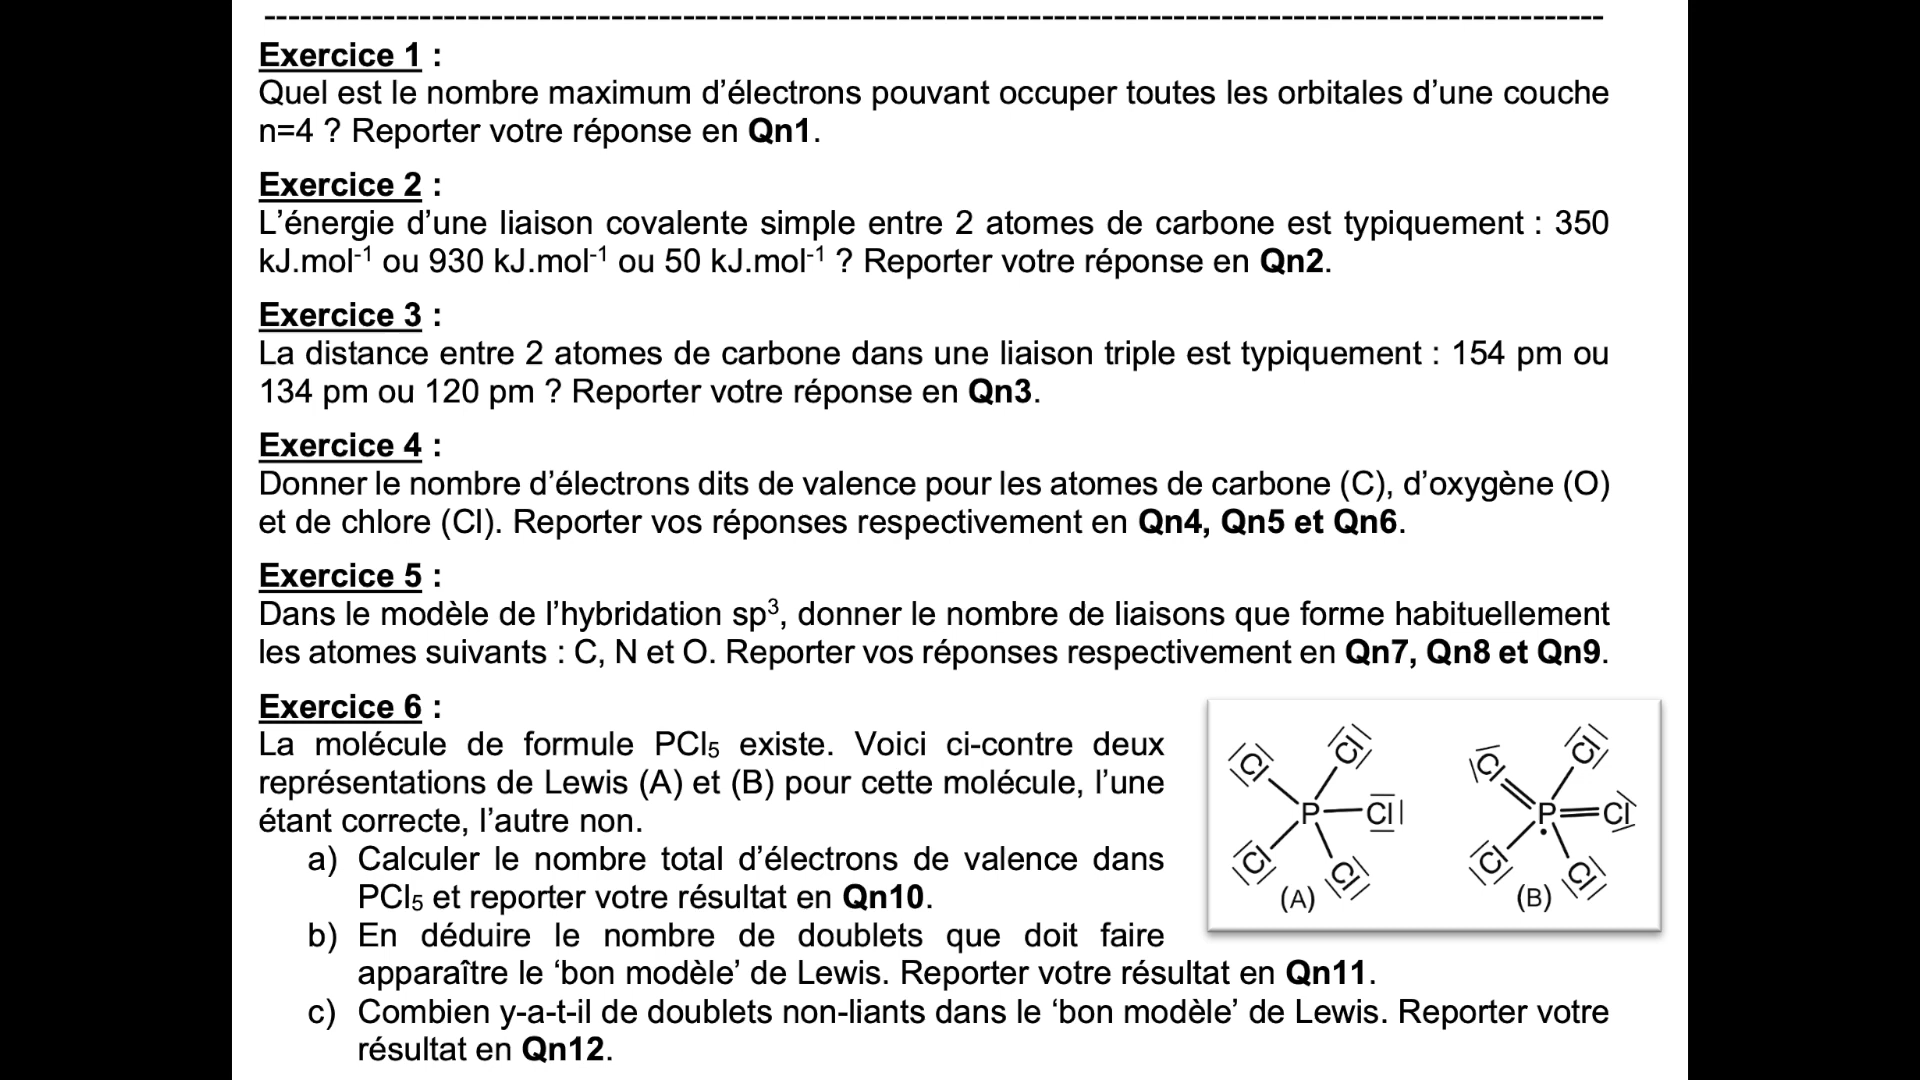 Exercice 1 :
Quel est le nombre maximum d’électrons pouvant occuper toutes les orbitales d’une couche
n=4 ? Reporter votre réponse en Qn1.
Exercice 2 :
L’énergie d’une liaison covalente simple entre 2 atomes de carbone est typiquement : 350
kJ.mol⁻¹ ou 930 kJ.mol⁻¹ ou 50 kJ.mol⁻¹ ? Reporter votre réponse en Qn2.
Exercice 3 :
La distance entre 2 atomes de carbone dans une liaison triple est typiquement : 154 pm ou
134 pm ou 120 pm ? Reporter votre réponse en Qn3.
Exercice 4 :
Donner le nombre d’électrons dits de valence pour les atomes de carbone (C), d’oxygène (O)
et de chlore (Cl). Reporter vos réponses respectivement en Qn4, Qn5 et Qn6.
Exercice 5 :
Dans le modèle de l’hybridation sp³, donner le nombre de liaisons que forme habituellement
les atomes suivants : C, N et O. Reporter vos réponses respectivement en Qn7, Qn8 et Qn9.
Exercice 6 :
La molécule de formule PCl₅ existe. Voici ci-contre deux
représentations de Lewis (A) et (B) pour cette molécule, l’une
étant correcte, l’autre non.
a) Calculer le nombre total d’électrons de valence dans
PCl₅ et reporter votre résultat en Qn10.
b) En déduire le nombre de doublets que doit faire
apparaître le ‘bon modèle’ de Lewis. Reporter votre résultat en Qn11.
c) Combien y-a-t-il de doublets non-liants dans le ‘bon modèle’ de Lewis. Reporter votre
résultat en Qn12.
Cl Cl
P Cl
Cl Cl
(A)
Cl Cl
P Cl
Cl Cl
(B)